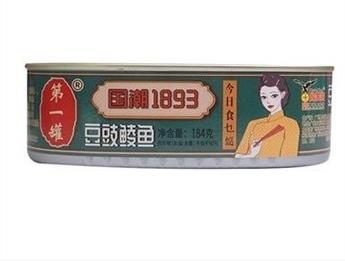 第一罐®
国潮1893
豆豉鲮鱼
净含量：184克
今日食乜餸